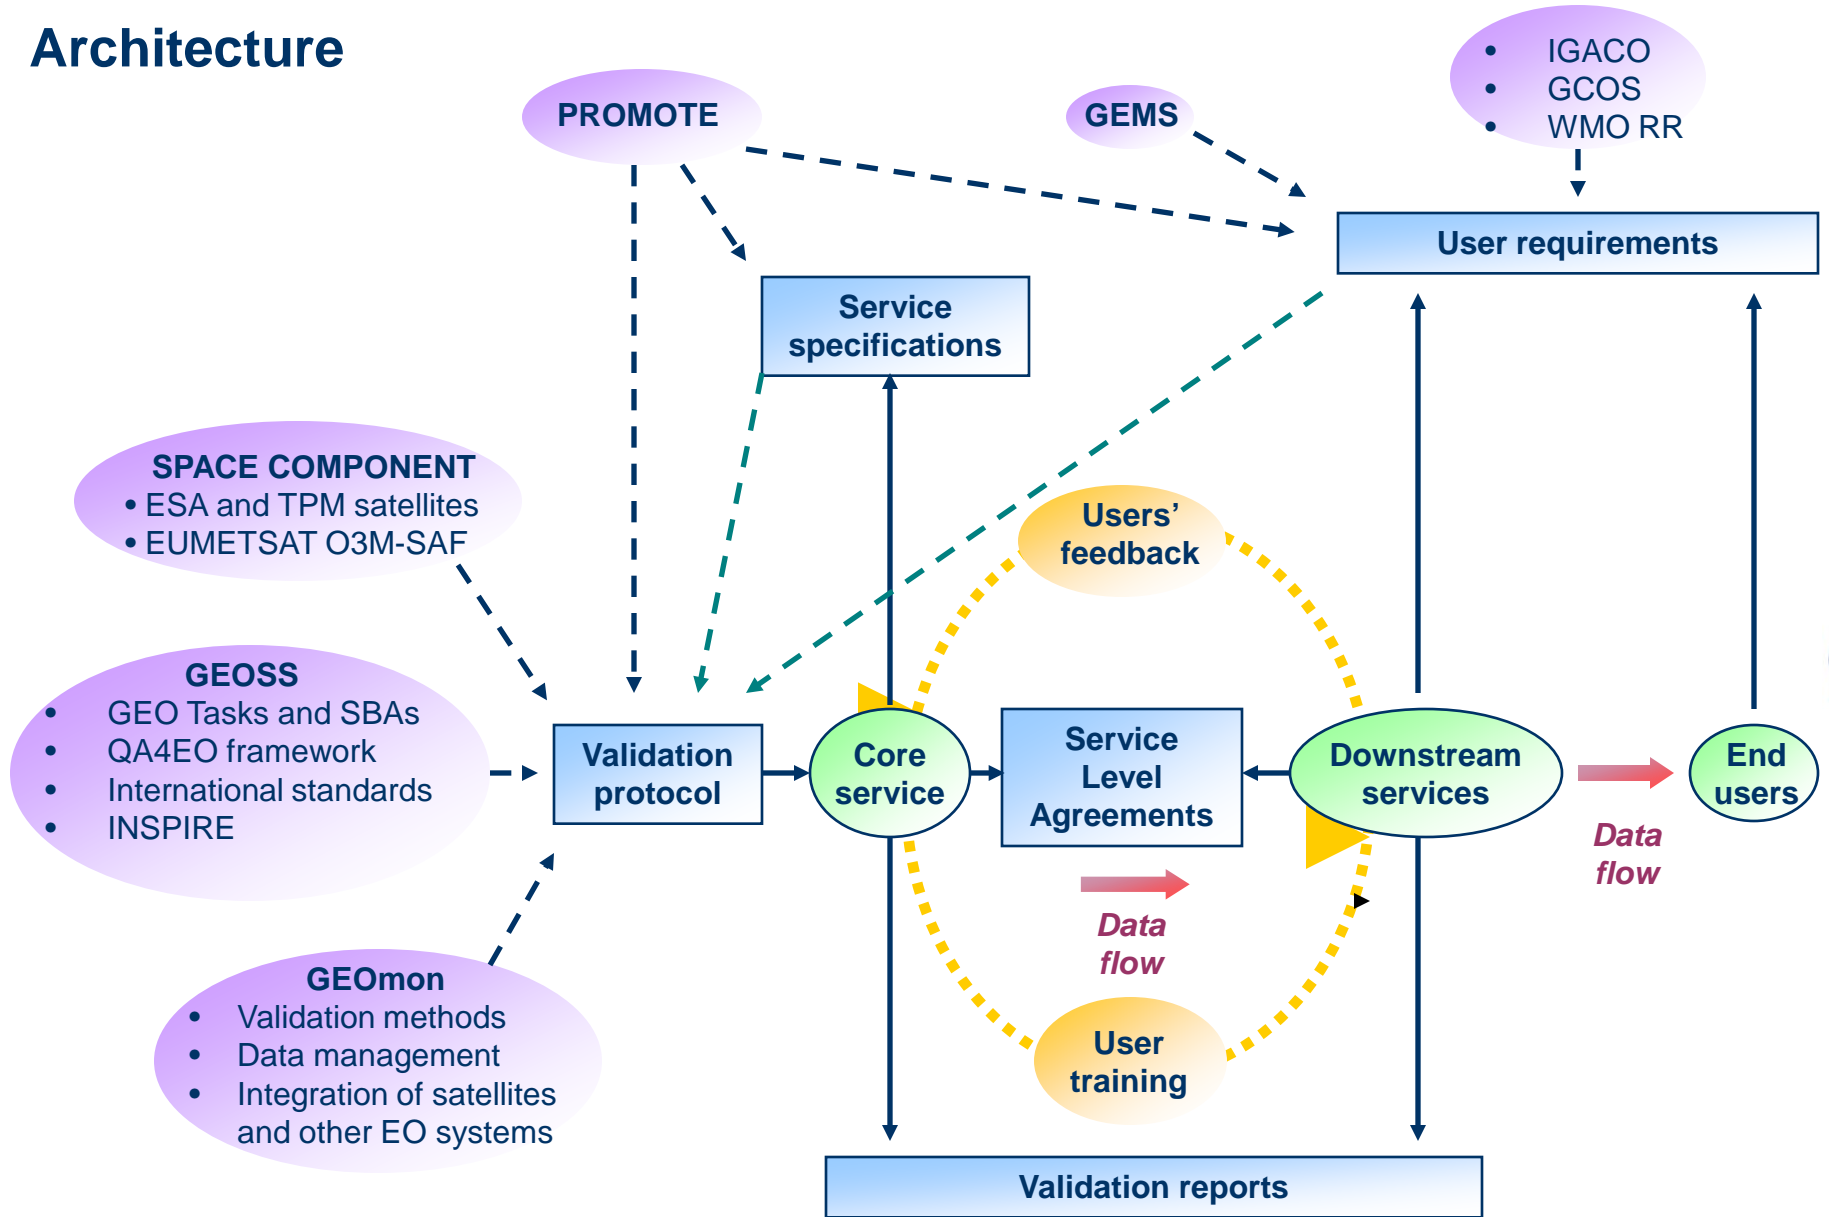 Architecture
PROMOTE
GEMS
• IGACO
• GCOS
• WMO RR
User requirements
Service
specifications
SPACE COMPONENT
• ESA and TPM satellites
• EUMETSAT O3M-SAF
Users’
feedback
GEOSS
• GEO Tasks and SBAs
• QA4EO framework
• International standards
• INSPIRE
Validation
protocol
Core
service
Service
Level
Agreements
Downstream
services
End
users
Data
flow
Data
flow
GEOmon
• Validation methods
• Data management
• Integration of satellites
and other EO systems
User
training
Validation reports